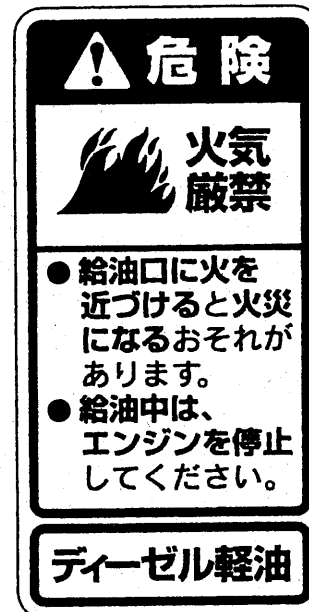 危険
火気
厳禁
● 給油口に火を
近づけると火災
になるおそれが
あります。
● 給油中は、
エンジンを停止
してください。
ディーゼル軽油